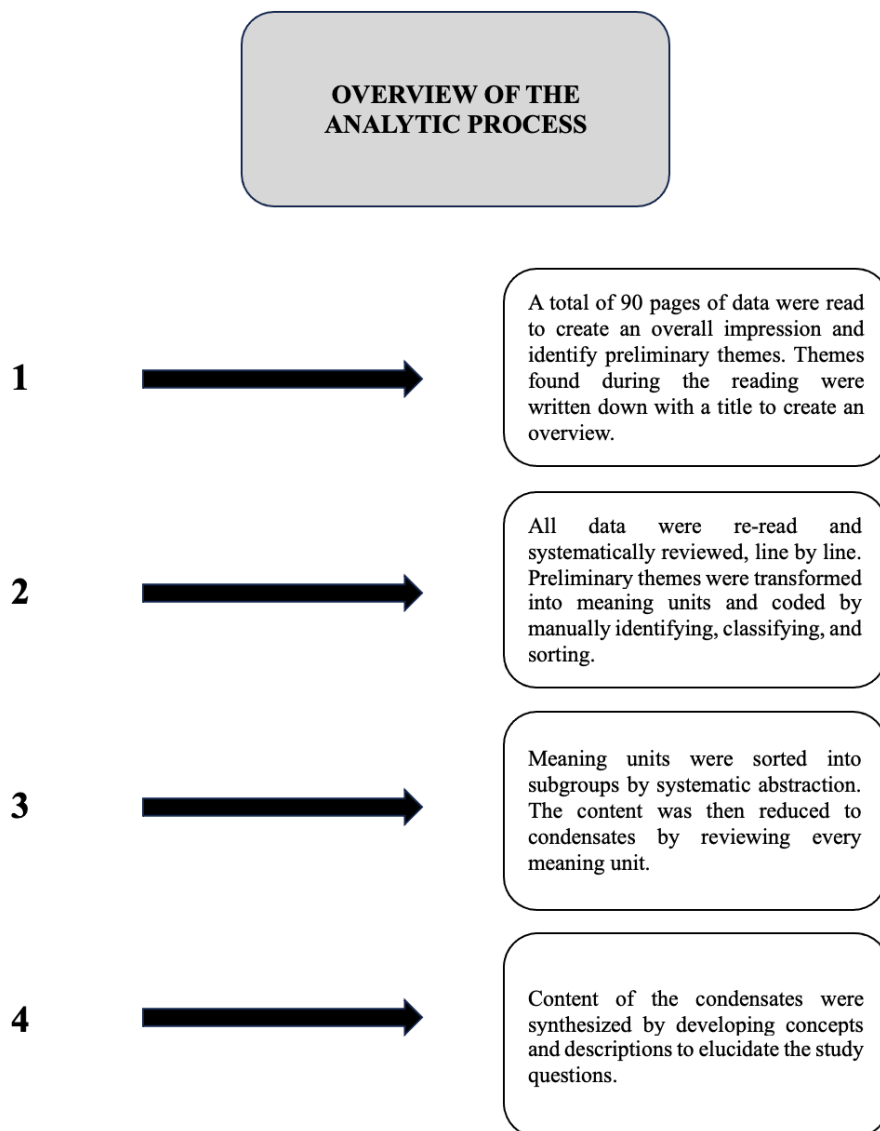 OVERVIEW OF THE
ANALYTIC PROCESS
1
A total of 90 pages of data were read
to create an overall impression and
identify preliminary themes. Themes
found during the reading were
written down with a title to create an
overview.
2
All data were re-read and
systematically reviewed, line by line.
Preliminary themes were transformed
into meaning units and coded by
manually identifying, classifying, and
sorting.
3
Meaning units were sorted into
subgroups by systematic abstraction.
The content was then reduced to
condensates by reviewing every
meaning unit.
4
Content of the condensates were
synthesized by developing concepts
and descriptions to elucidate the study
questions.